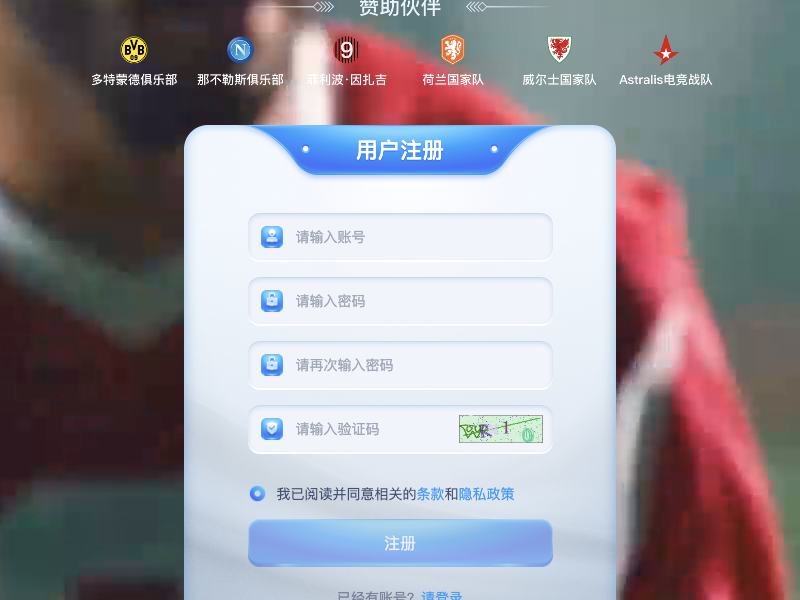 赞助伙伴
BVB 09
N
9
多特蒙德俱乐部
那不勒斯俱乐部
菲利波·因扎吉
荷兰国家队
威尔士国家队
Astralis电竞战队
用户注册
请输入账号
请输入密码
请再次输入密码
请输入验证码
我已阅读并同意相关的条款和隐私政策
注册
已经有账号? 请登录